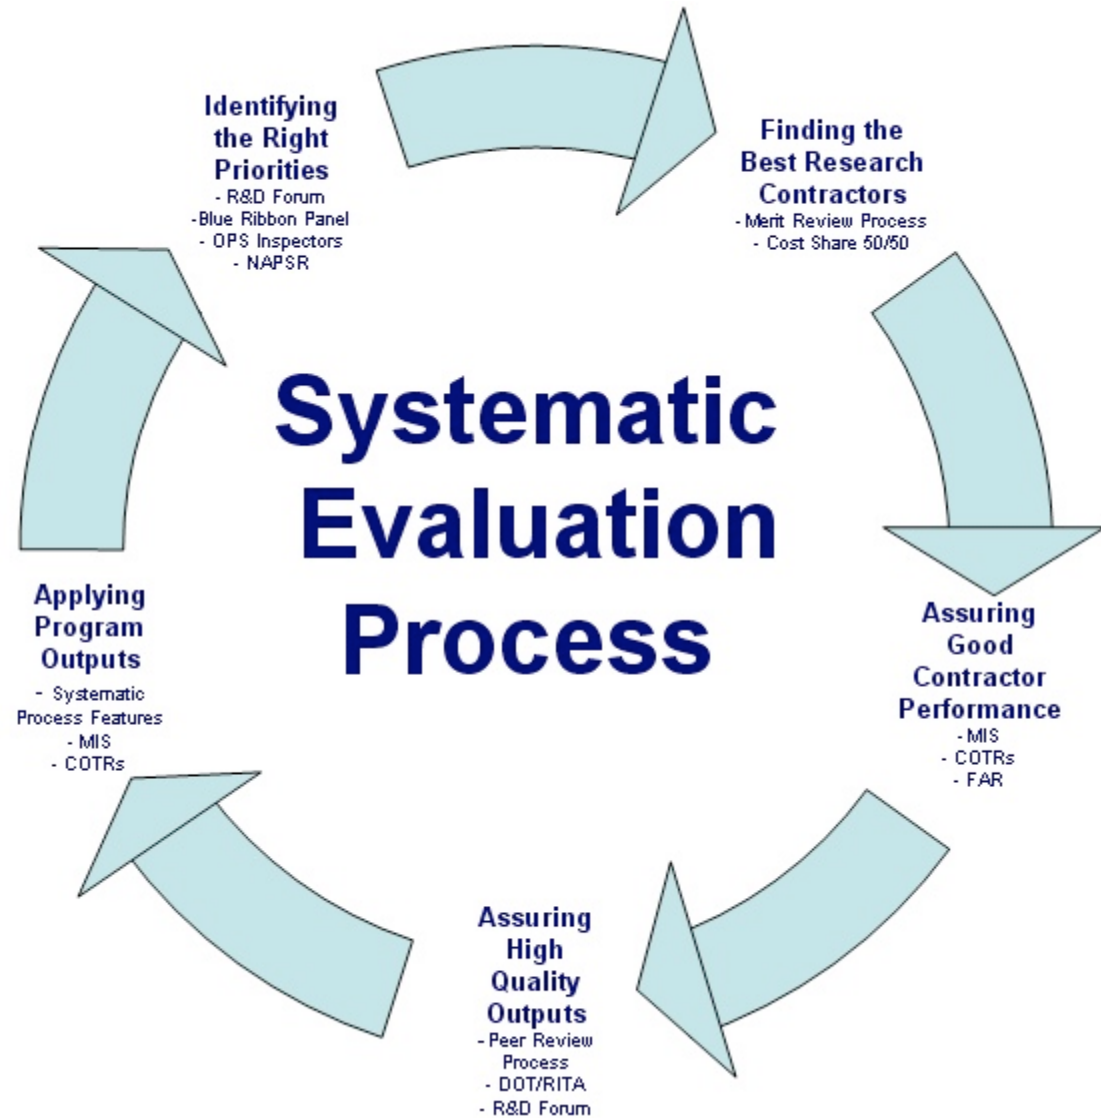 Identifying
the Right
Priorities
- R&D Forum
-Blue Ribbon Panel
- OPS Inspectors
- NAPSR
Finding the
Best Research
Contractors
- Merit Review Process
- Cost Share 50/50
Systematic
Evaluation
Process
Assuring
Good
Contractor
Performance
- MIS
- COTRs
- FAR
Assuring
High
Quality
Outputs
- Peer Review
Process
- DOT/RITA
- R&D Forum
Applying
Program
Outputs
- Systematic
Process Features
- MIS
- COTRs